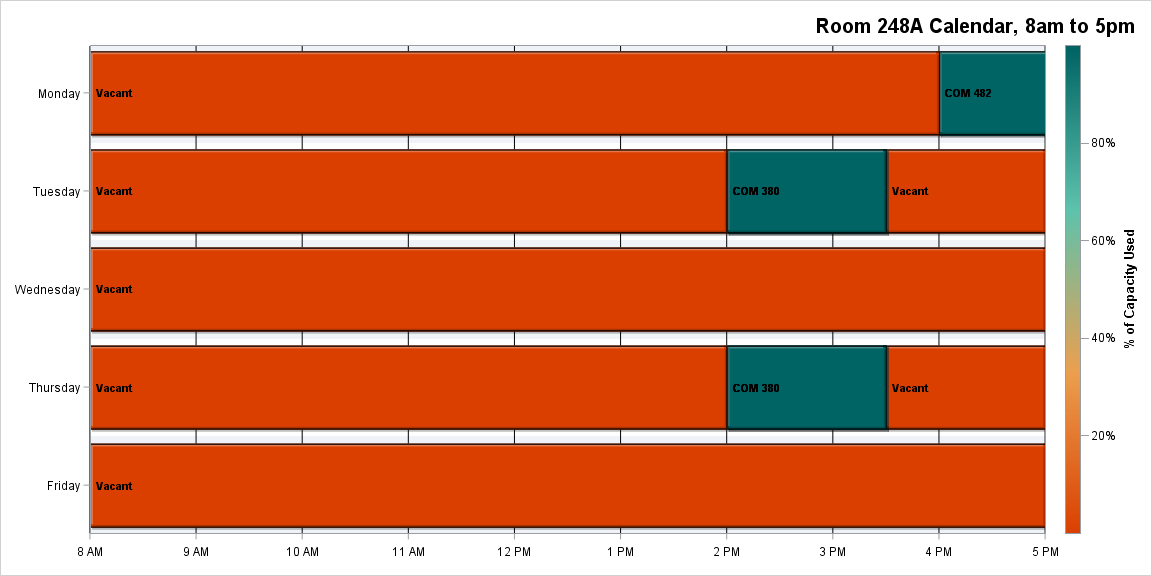 Room 248A Calendar, 8am to 5pm
Monday
Vacant
COM 482
Tuesday
Vacant
COM 380
Vacant
Wednesday
Vacant
Thursday
Vacant
COM 380
Vacant
Friday
Vacant
8 AM
9 AM
10 AM
11 AM
12 PM
1 PM
2 PM
3 PM
4 PM
5 PM
80%
60%
40%
20%
% of Capacity Used